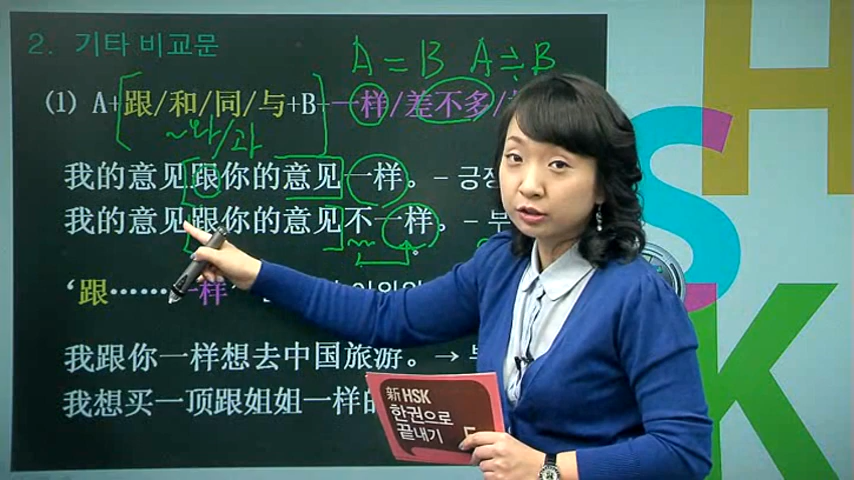 2. 기타 비교문
A = B A ≒ B
⑴ A+跟/和/同/与+B+一样/差不多/
~와/과
我的意见跟你的意见一样。– 긍정
我的意见跟你的意见不一样。–
‘跟……一样’
我跟你一样想去中国旅游。→
我想买一顶跟姐姐一样的
HSK
新HSK
한권으로
끝내기